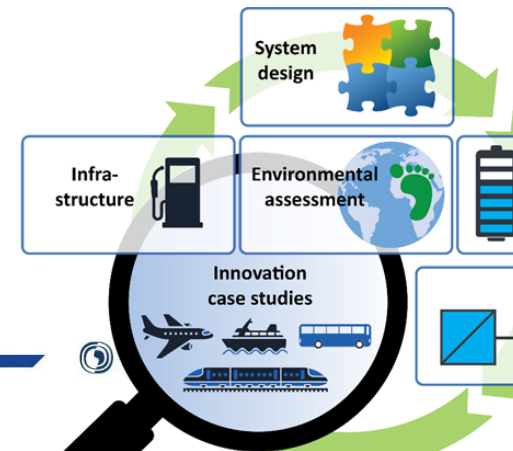 System
design
Infra-
structure
Environmental
assessment
Innovation
case studies